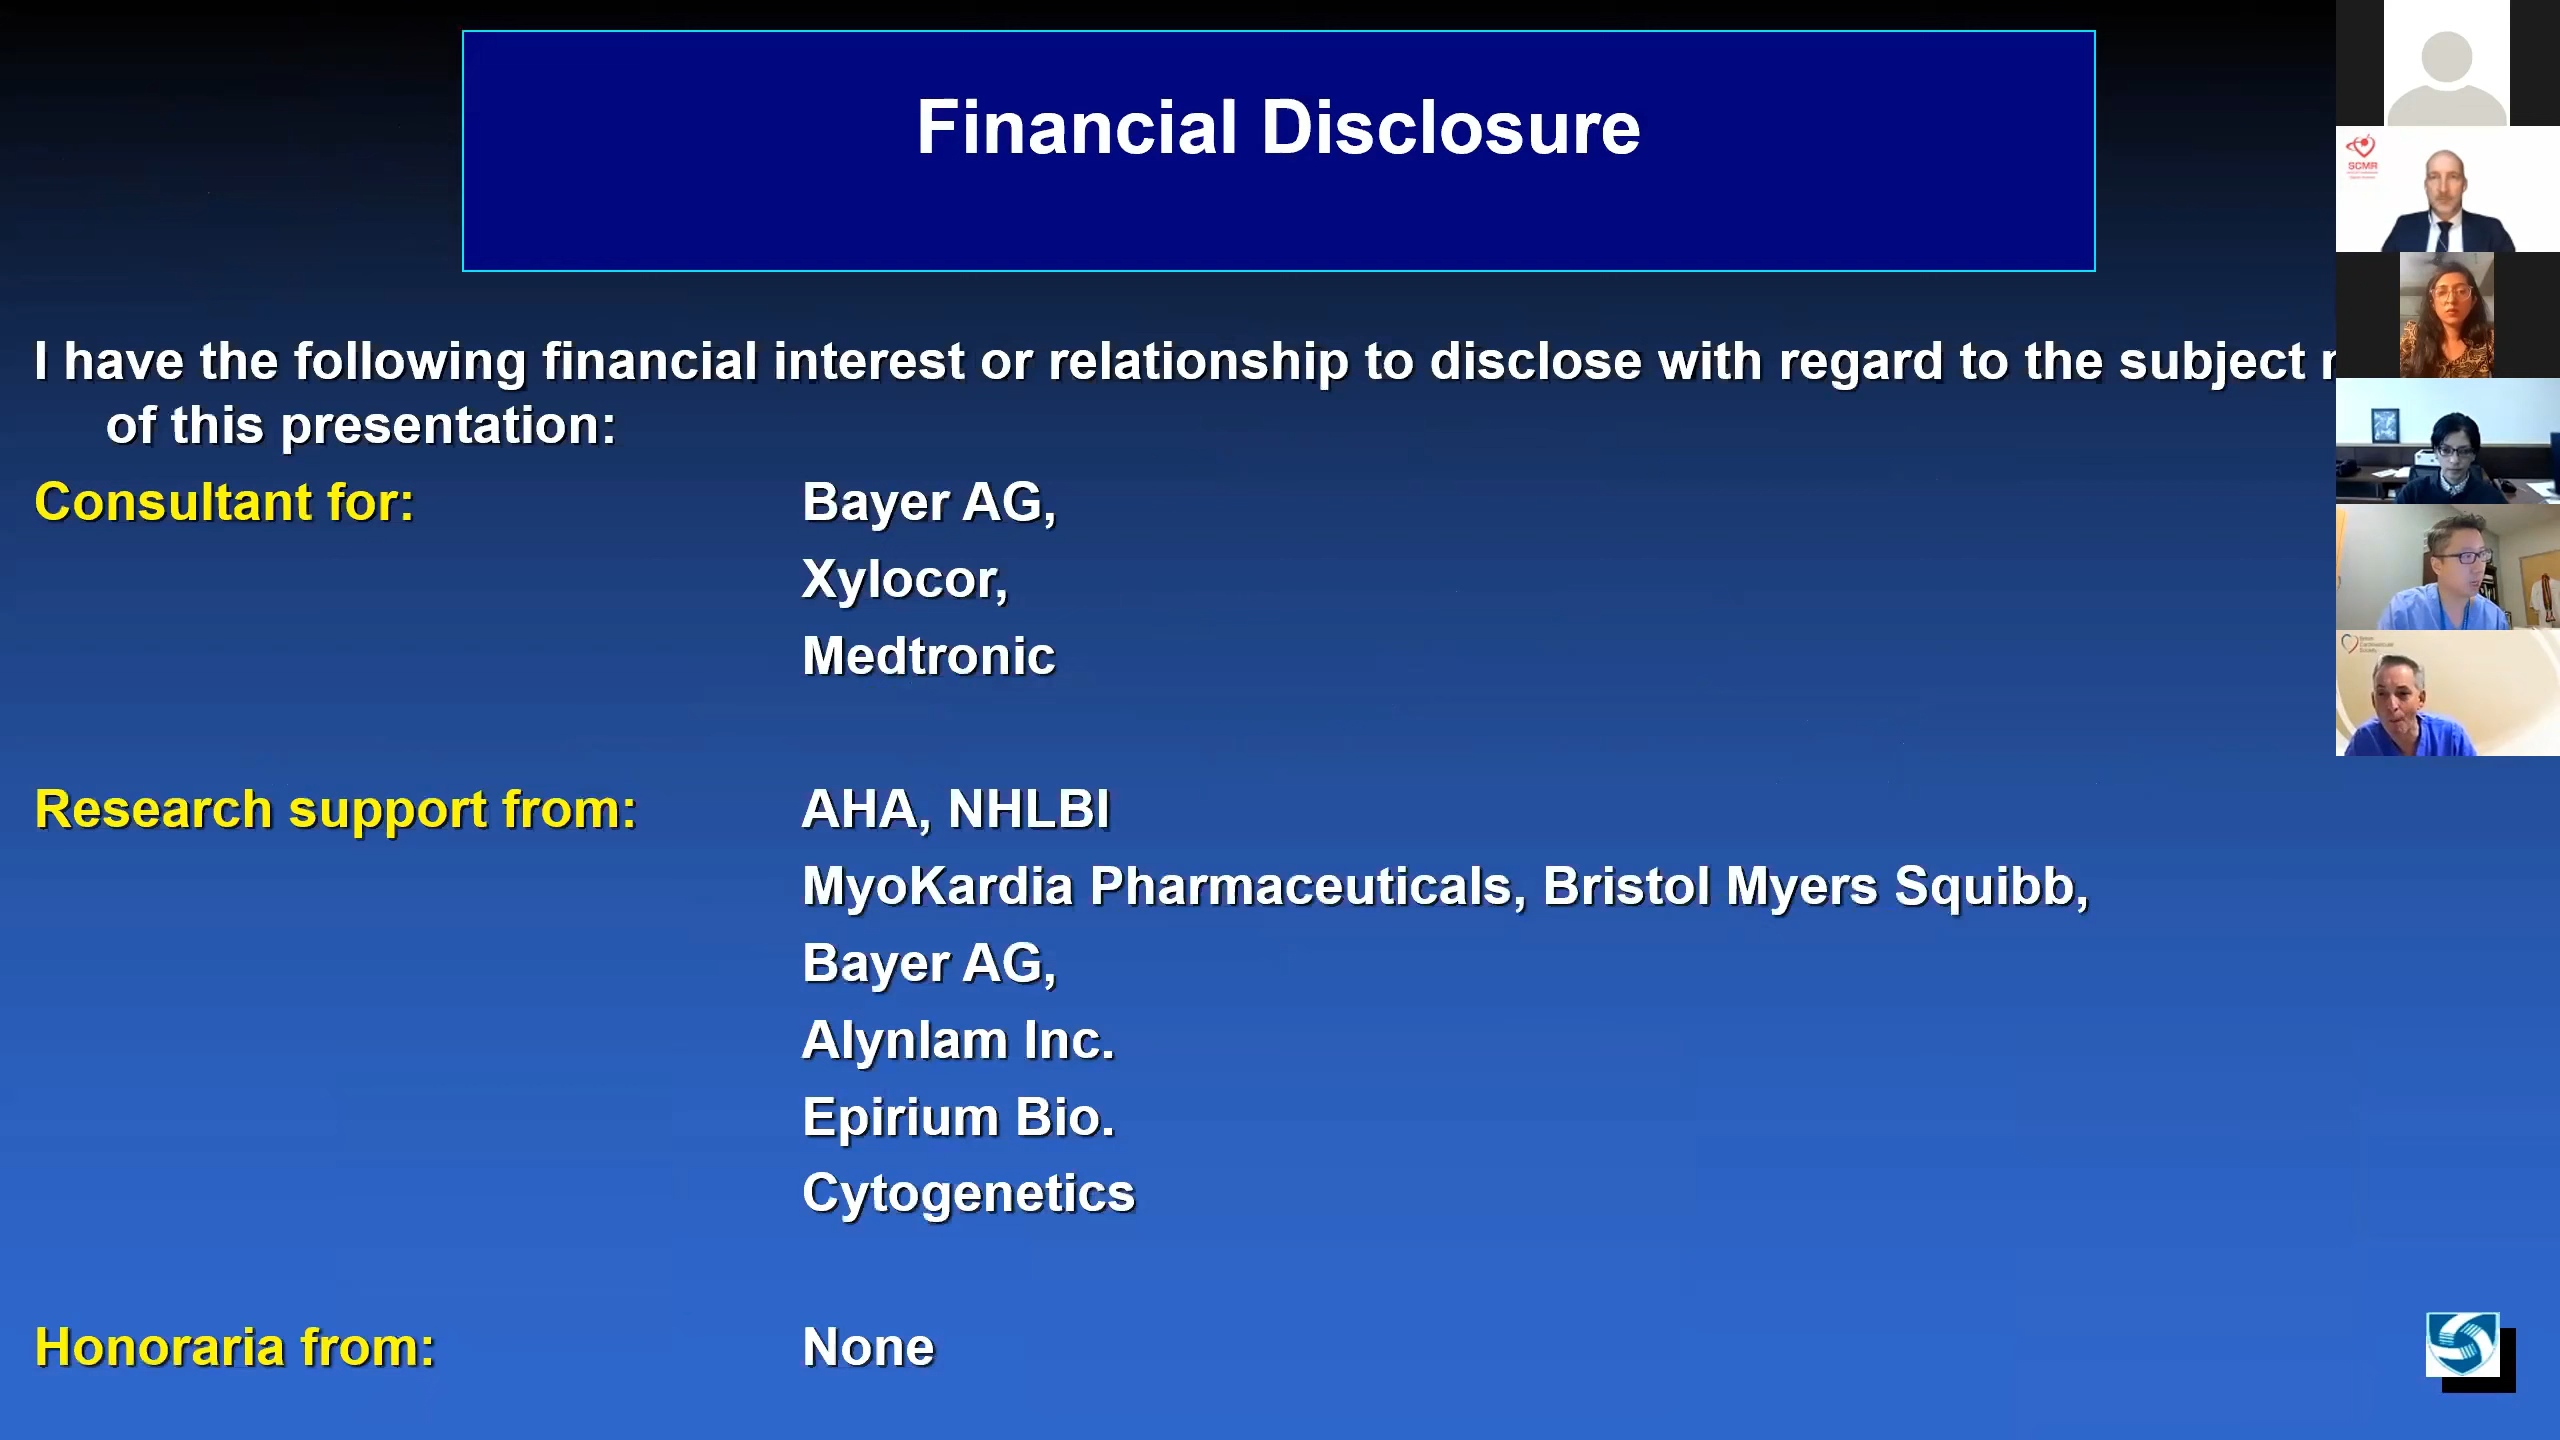 Financial Disclosure
I have the following financial interest or relationship to disclose with regard to the subject
of this presentation:
Consultant for: Bayer AG,
Xylocor,
Medtronic
Research support from: AHA, NHLBI
MyoKardia Pharmaceuticals, Bristol Myers Squibb,
Bayer AG,
Alynlam Inc.
Epirium Bio.
Cytogenetics
Honoraria from: None
SCMR